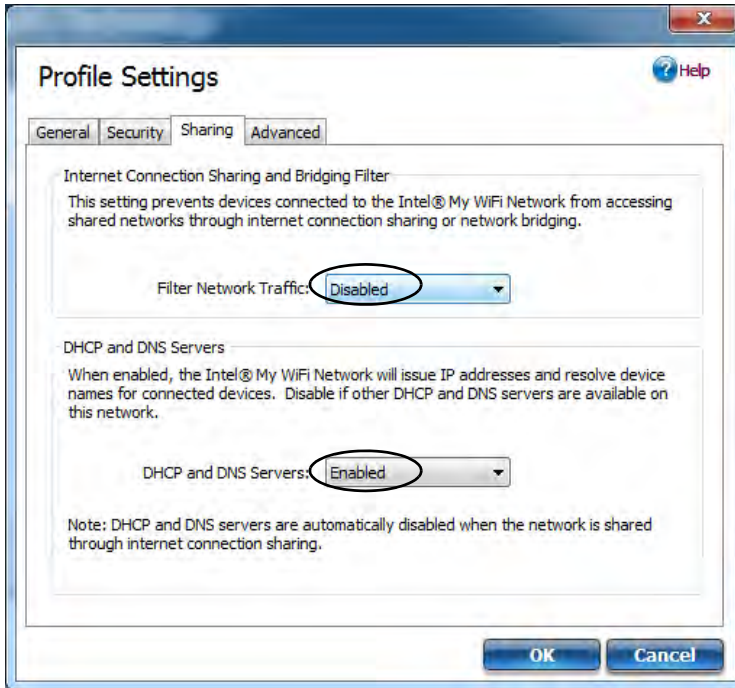 Profile Settings
Help
General Security Sharing Advanced
Internet Connection Sharing and Bridging Filter
This setting prevents devices connected to the Intel® My WiFi Network from accessing
shared networks through internet connection sharing or network bridging.
Filter Network Traffic: Disabled
DHCP and DNS Servers
When enabled, the Intel® My WiFi Network will issue IP addresses and resolve device
names for connected devices. Disable if other DHCP and DNS servers are available on
this network.
DHCP and DNS Servers: Enabled
Note: DHCP and DNS servers are automatically disabled when the network is shared
through internet connection sharing.
OK Cancel